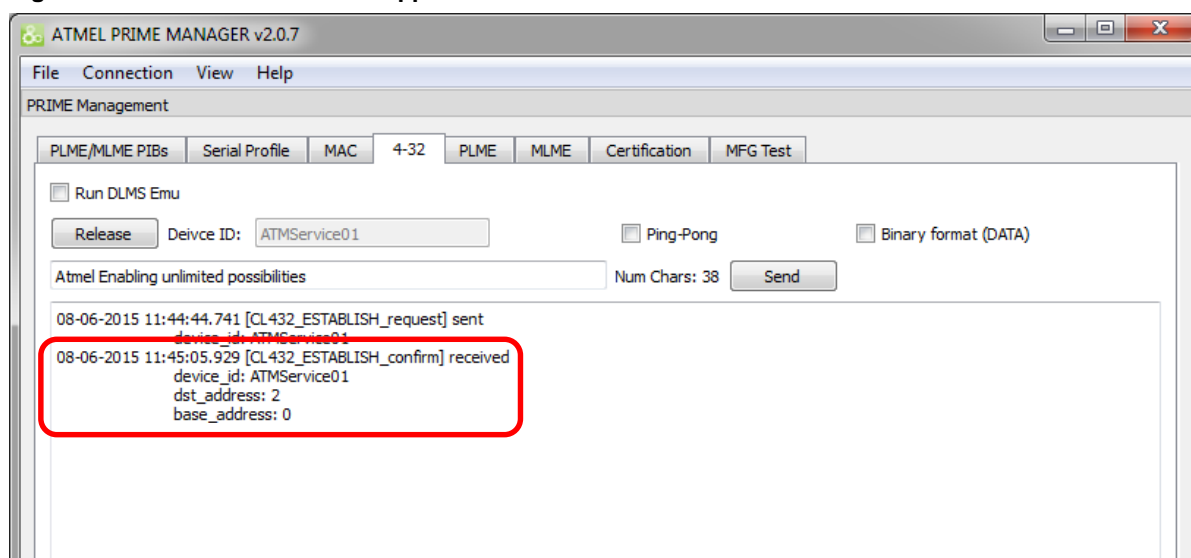 ATMEL PRIME MANAGER v2.0.7
File Connection View Help
PRIME Management
PLME/MLME PIBs Serial Profile MAC 4-32 PLME MLME Certification MFG Test
Run DLMS Emu
Release Deivce ID: ATMService01 Ping-Pong Binary format (DATA)
Atmel Enabling unlimited possibilities Num Chars: 38 Send
08-06-2015 11:44:44.741 [CL432_ESTABLISH_request] sent
device_id: ATMService01
08-06-2015 11:45:05.929 [CL432_ESTABLISH_confirm] received
device_id: ATMService01
dst_address: 2
base_address: 0